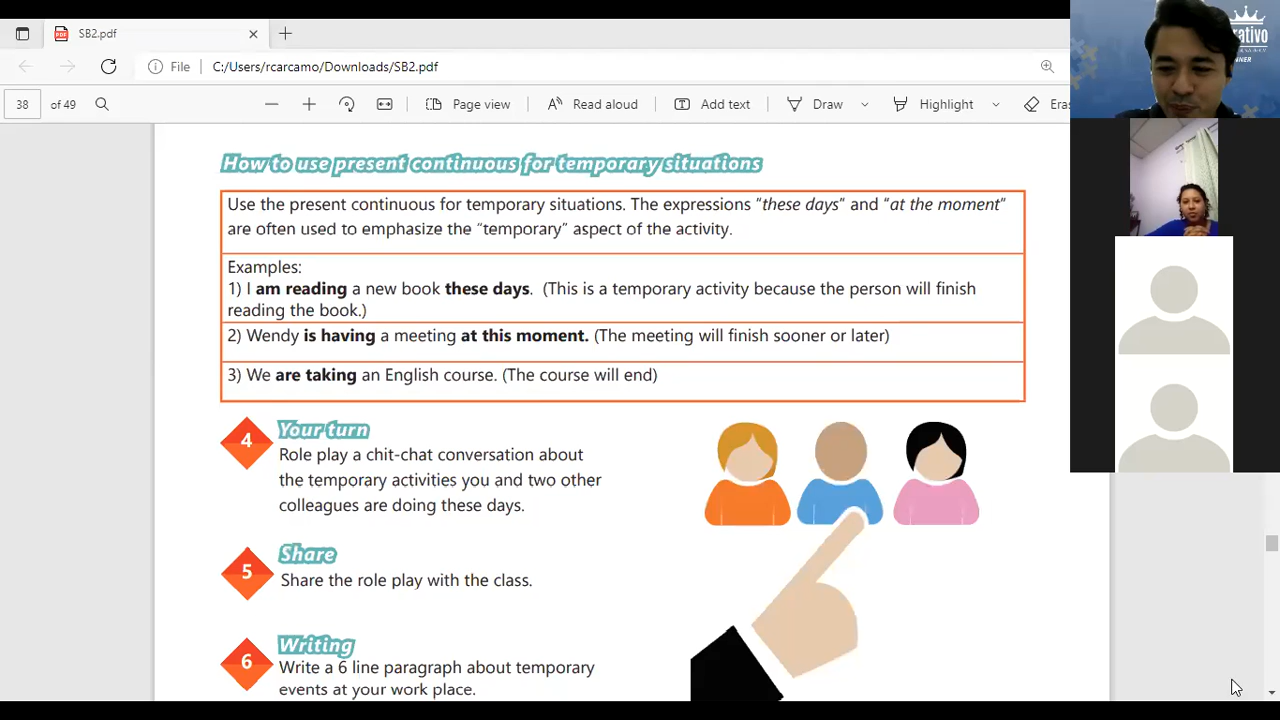 SB2.pdf
File C:/Users/rcarcamo/Downloads/SB2.pdf
38 of 49 Page view Read aloud Add text Draw Highlight Eras
rativo
NNER
How to use present continuous for temporary situations
Use the present continuous for temporary situations. The expressions "these days" and "at the moment"
are often used to emphasize the "temporary" aspect of the activity.
Examples:
1) I am reading a new book these days. (This is a temporary activity because the person will finish
reading the book.)
2) Wendy is having a meeting at this moment. (The meeting will finish sooner or later)
3) We are taking an English course. (The course will end)
4 Your turn
Role play a chit-chat conversation about
the temporary activities you and two other
colleagues are doing these days.
5 Share
Share the role play with the class.
6 Writing
Write a 6 line paragraph about temporary
events at your work place.